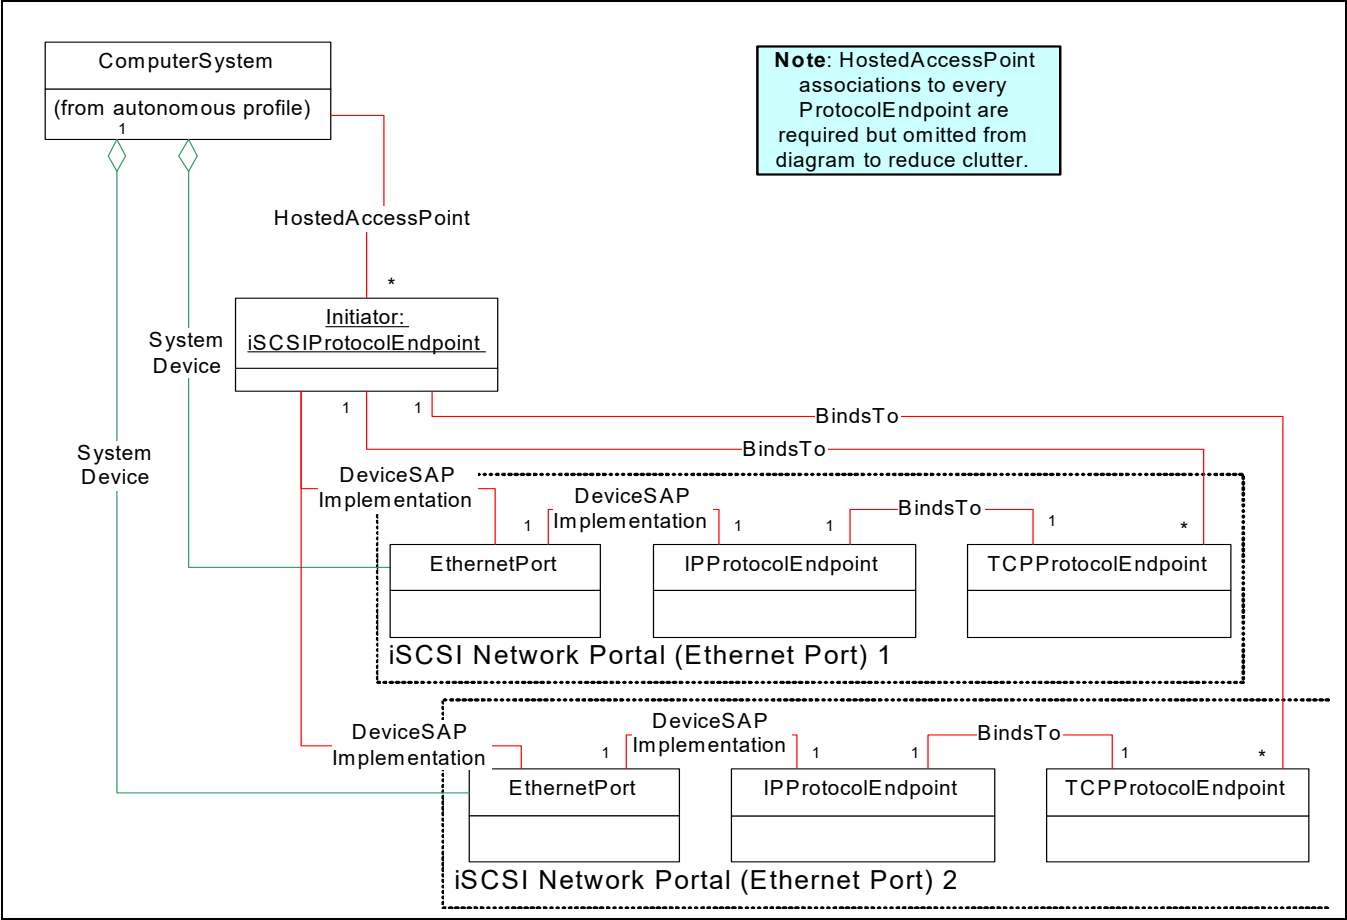 ComputerSystem
(from autonomous profile)
1
Note: HostedAccessPoint
associations to every
ProtocolEndpoint are
required but omitted from
diagram to reduce clutter.
HostedAccessPoint
*
Initiator:
iSCSIProtocolEndpoint
System
Device
1
1
BindsTo
BindsTo
System
Device
DeviceSAP
Implementation
DeviceSAP
Implementation
BindsTo
1
1
1
1
*
EthernetPort
IPProtocolEndpoint
TCPProtocolEndpoint
iSCSI Network Portal (Ethernet Port) 1
DeviceSAP
Implementation
DeviceSAP
Implementation
BindsTo
1
1
1
1
*
EthernetPort
IPProtocolEndpoint
TCPProtocolEndpoint
iSCSI Network Portal (Ethernet Port) 2